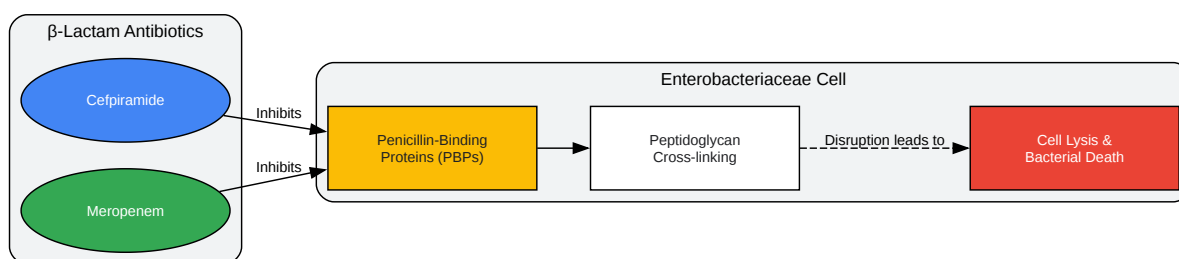 β-Lactam Antibiotics
Cefpiramide
Meropenem
Inhibits
Inhibits
Enterobacteriaceae Cell
Penicillin-Binding
Proteins (PBPs)
Peptidoglycan
Cross-linking
Disruption leads to
Cell Lysis &
Bacterial Death